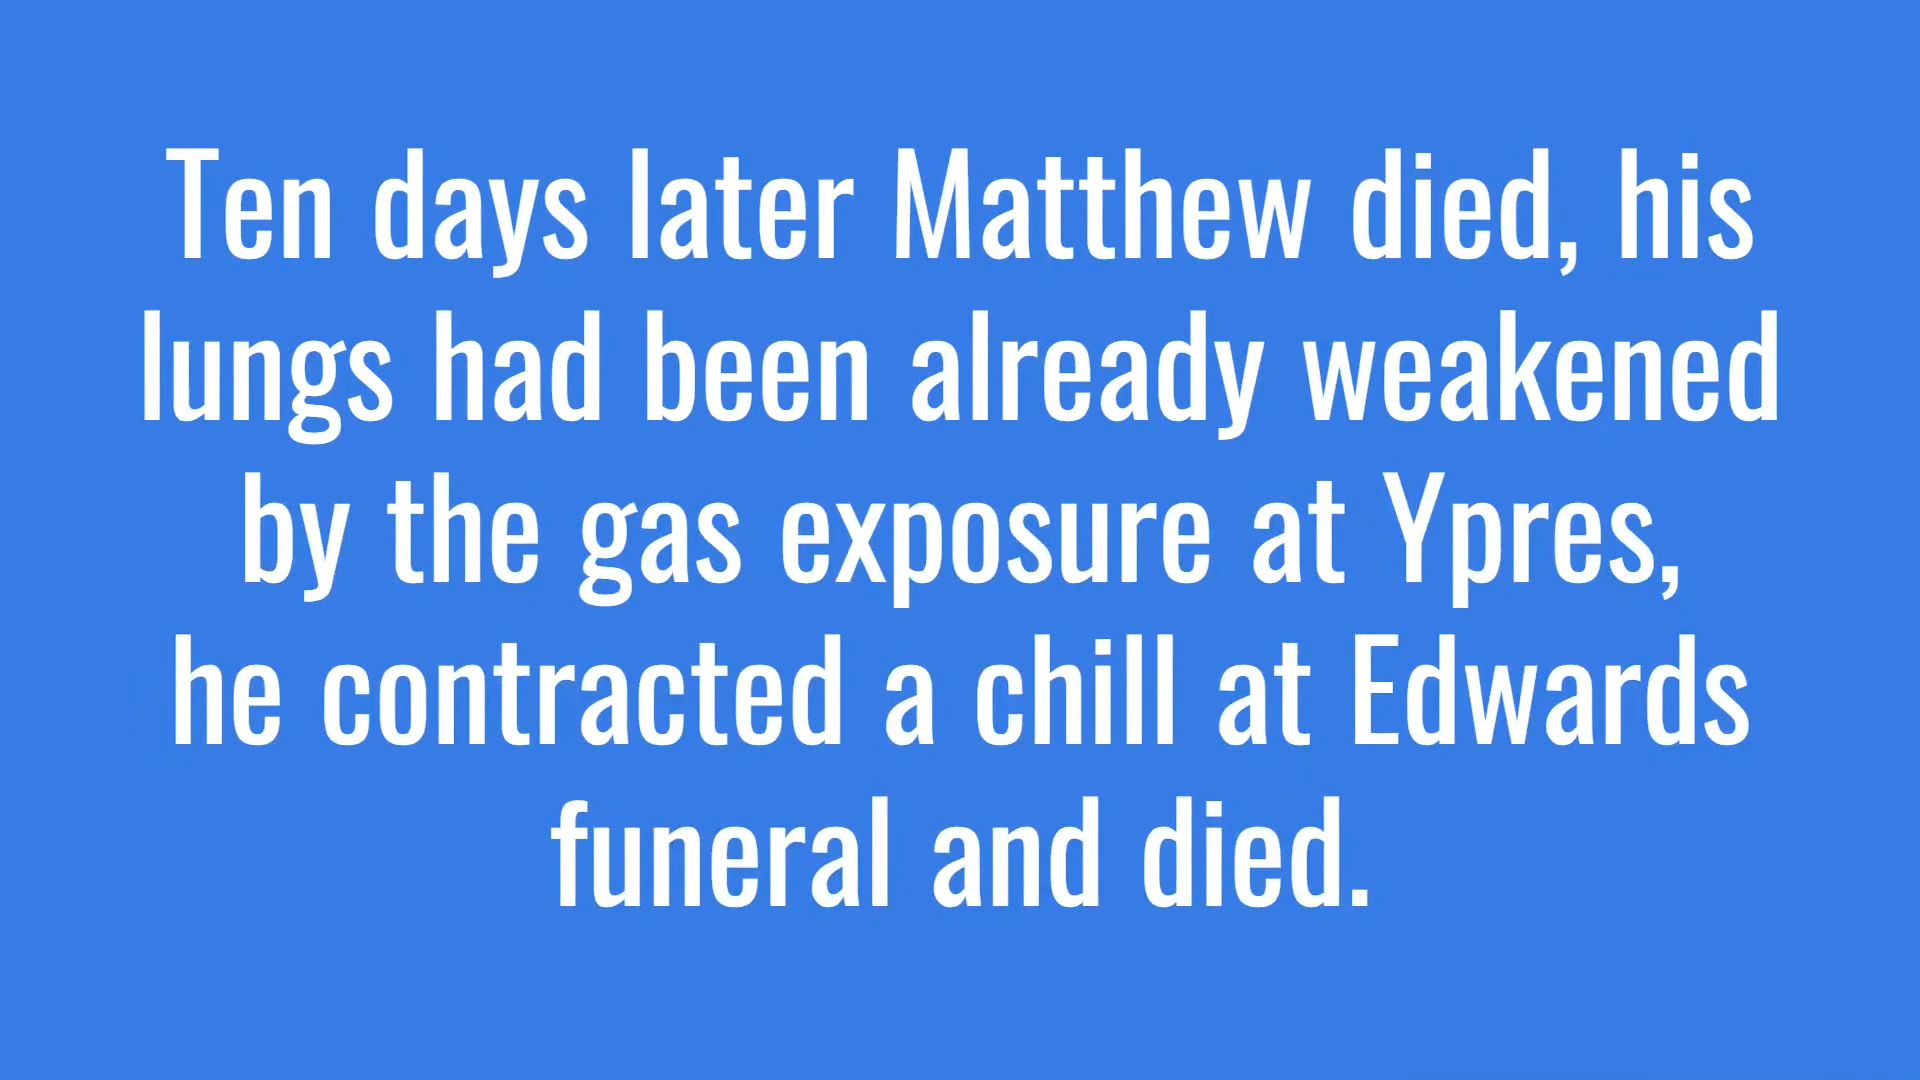 Ten days later Matthew died, his
lungs had been already weakened
by the gas exposure at Ypres,
he contracted a chill at Edwards
funeral and died.